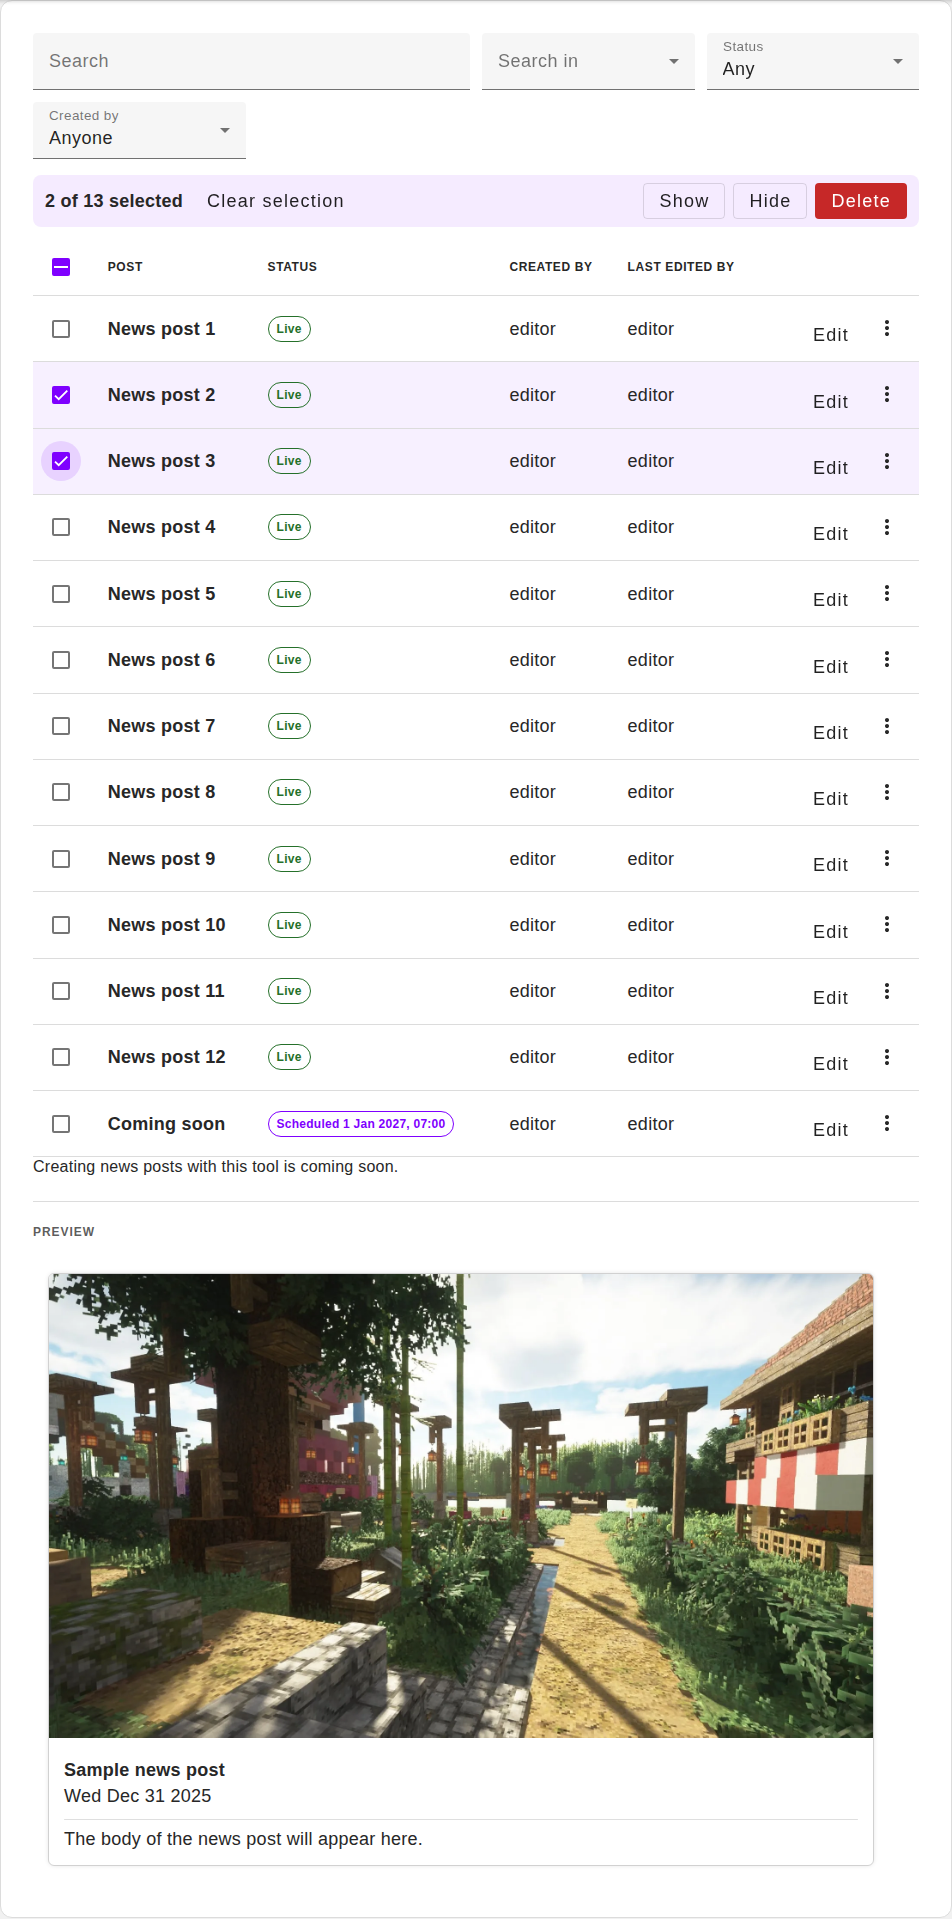 Search
Search in
Status
Any
Created by
Anyone
2 of 13 selected Clear selection Show Hide Delete
POST STATUS CREATED BY LAST EDITED BY
News post 1 Live editor editor Edit
News post 2 Live editor editor Edit
News post 3 Live editor editor Edit
News post 4 Live editor editor Edit
News post 5 Live editor editor Edit
News post 6 Live editor editor Edit
News post 7 Live editor editor Edit
News post 8 Live editor editor Edit
News post 9 Live editor editor Edit
News post 10 Live editor editor Edit
News post 11 Live editor editor Edit
News post 12 Live editor editor Edit
Coming soon Scheduled 1 Jan 2027, 07:00 editor editor Edit
Creating news posts with this tool is coming soon.
PREVIEW
Sample news post
Wed Dec 31 2025
The body of the news post will appear here.